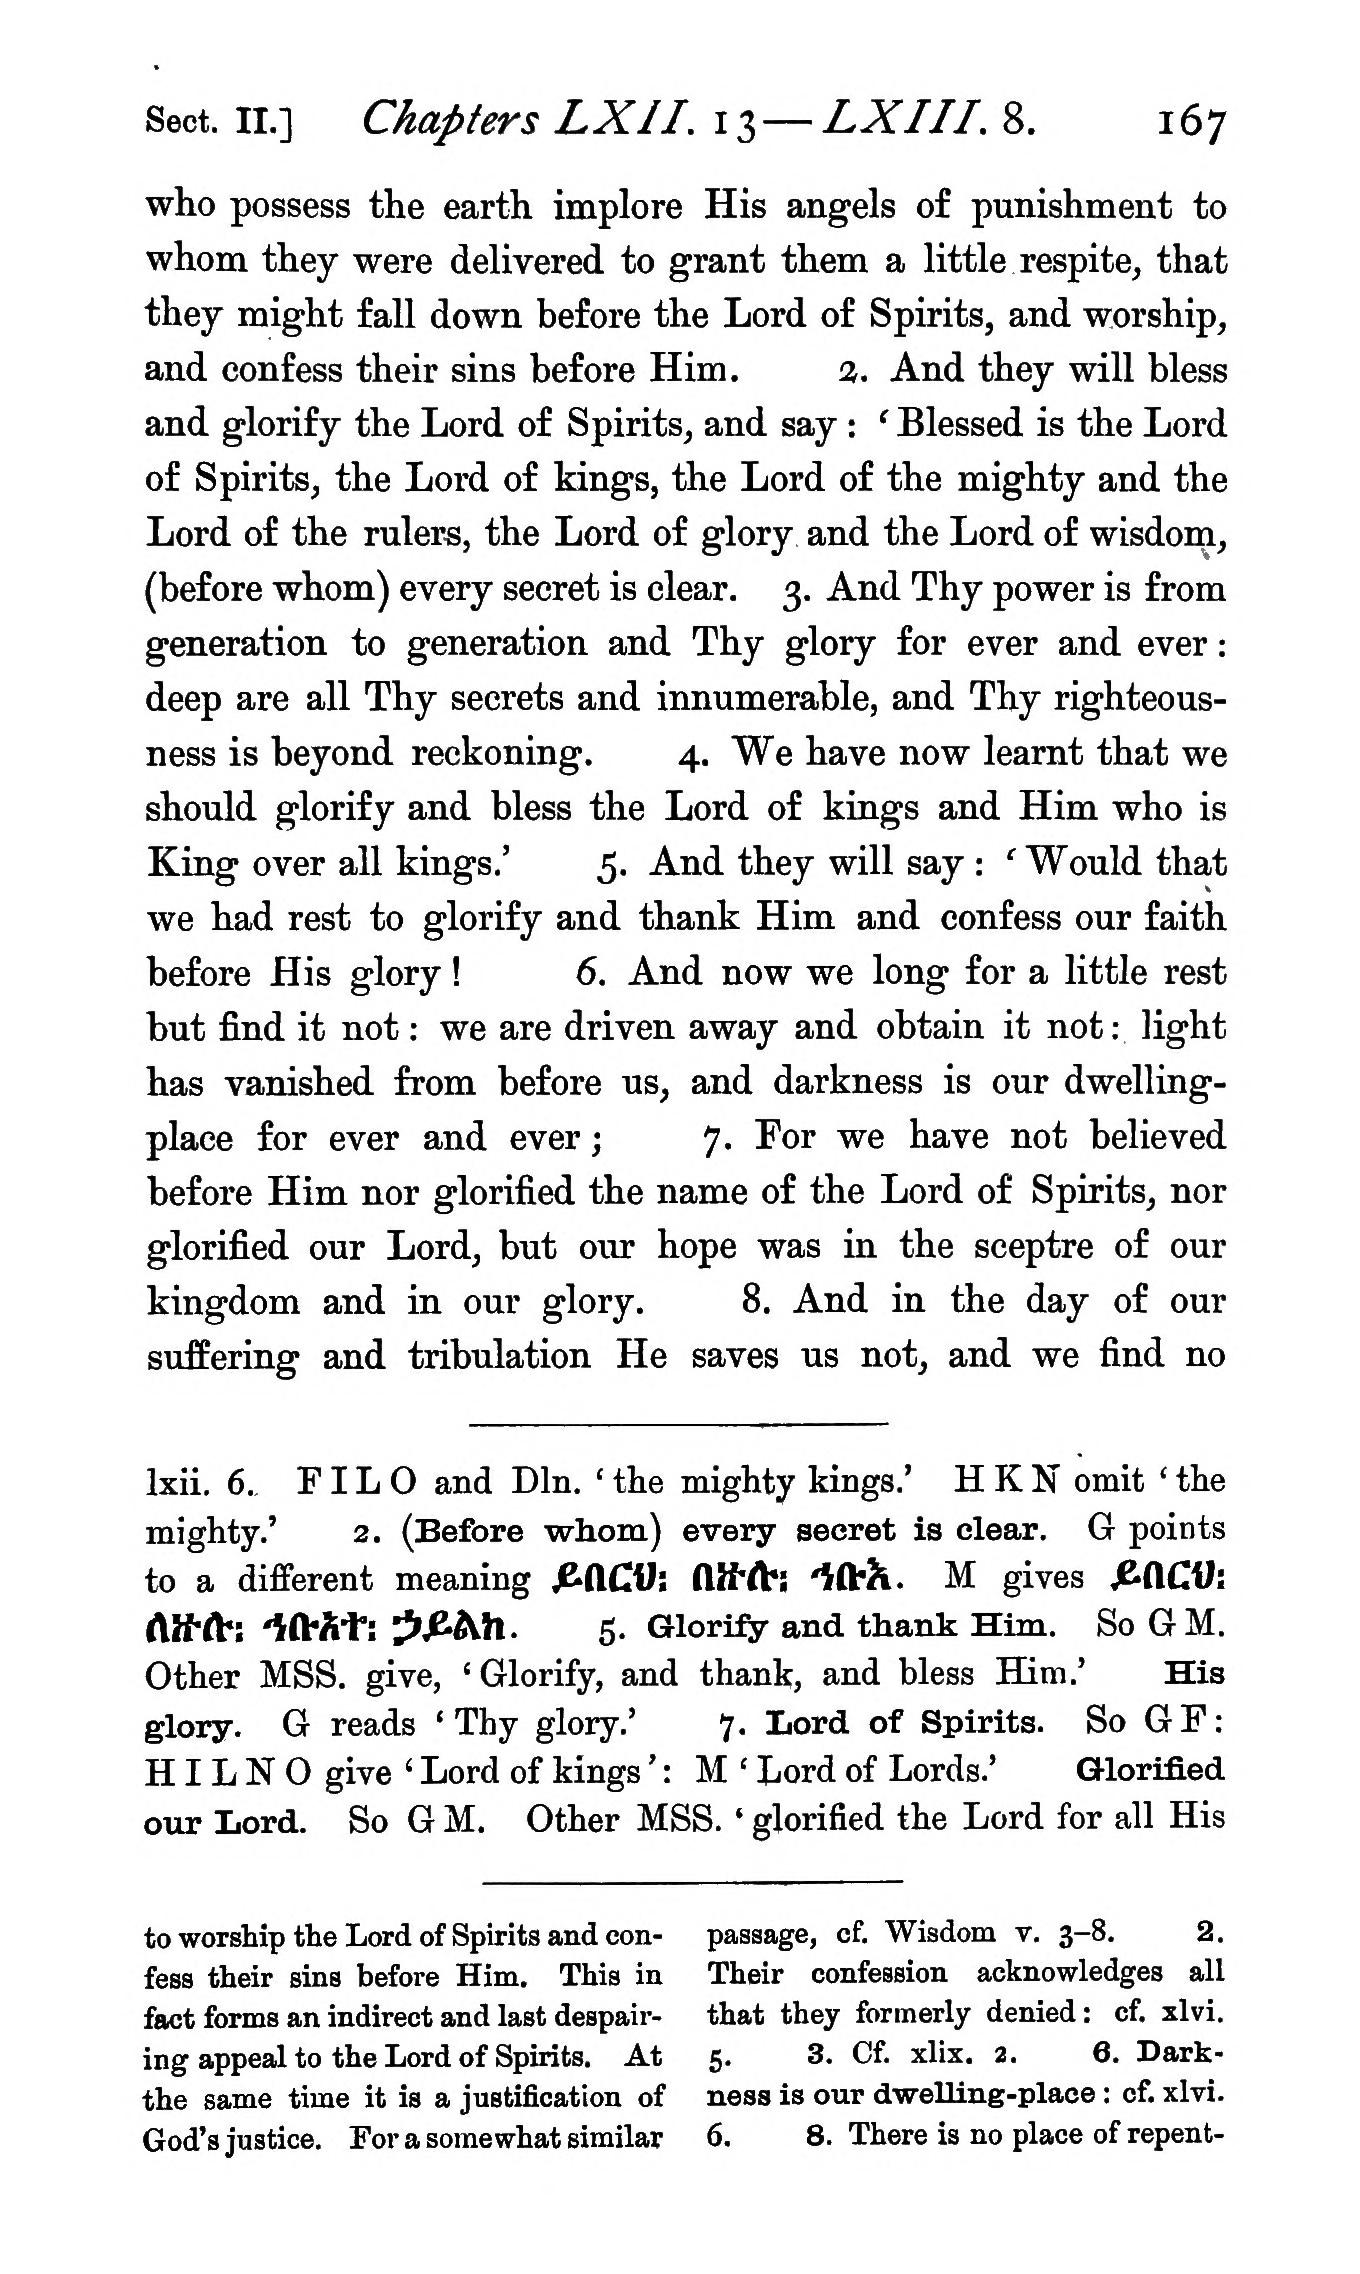 Sect. II.] Chapters LXII. 13—LXIII. 8. 167
who possess the earth implore His angels of punishment to
whom they were delivered to grant them a little respite, that
they might fall down before the Lord of Spirits, and worship,
and confess their sins before Him. 2. And they will bless
and glorify the Lord of Spirits, and say : ‘ Blessed is the Lord
of Spirits, the Lord of kings, the Lord of the mighty and the
Lord of the rulers, the Lord of glory and the Lord of wisdom,
(before whom) every secret is clear. 3. And Thy power is from
generation to generation and Thy glory for ever and ever :
deep are all Thy secrets and innumerable, and Thy righteous-
ness is beyond reckoning. 4. We have now learnt that we
should glorify and bless the Lord of kings and Him who is
King over all kings.’ 5. And they will say : ‘ Would that
we had rest to glorify and thank Him and confess our faith
before His glory ! 6. And now we long for a little rest
but find it not : we are driven away and obtain it not : light
has vanished from before us, and darkness is our dwelling-
place for ever and ever ; 7. For we have not believed
before Him nor glorified the name of the Lord of Spirits, nor
glorified our Lord, but our hope was in the sceptre of our
kingdom and in our glory. 8. And in the day of our
suffering and tribulation He saves us not, and we find no
lxii. 6. F I L O and Dln. ‘ the mighty kings.’ H K N omit ‘ the
mighty.’ 2. (Before whom) every secret is clear. G points
to a different meaning ይበርህ፡ በኵሉ፡ ኅቡእ. M gives ይበርህ፡
ለኵሉ፡ ኅቡእተ፡ ኃይልከ. 5. Glorify and thank Him. So G M.
Other MSS. give, ‘ Glorify, and thank, and bless Him.’ His
glory. G reads ‘ Thy glory.’ 7. Lord of Spirits. So G F :
H I L N O give ‘ Lord of kings ’ : M ‘ Lord of Lords.’ Glorified
our Lord. So G M. Other MSS. ‘ glorified the Lord for all His
to worship the Lord of Spirits and con-
fess their sins before Him. This in
fact forms an indirect and last despair-
ing appeal to the Lord of Spirits. At
the same time it is a justification of
God's justice. For a somewhat similar
passage, cf. Wisdom v. 3–8. 2.
Their confession acknowledges all
that they formerly denied : cf. xlvi.
5. 3. Cf. xlix. 2. 6. Dark-
ness is our dwelling-place : cf. xlvi.
6. 8. There is no place of repent-